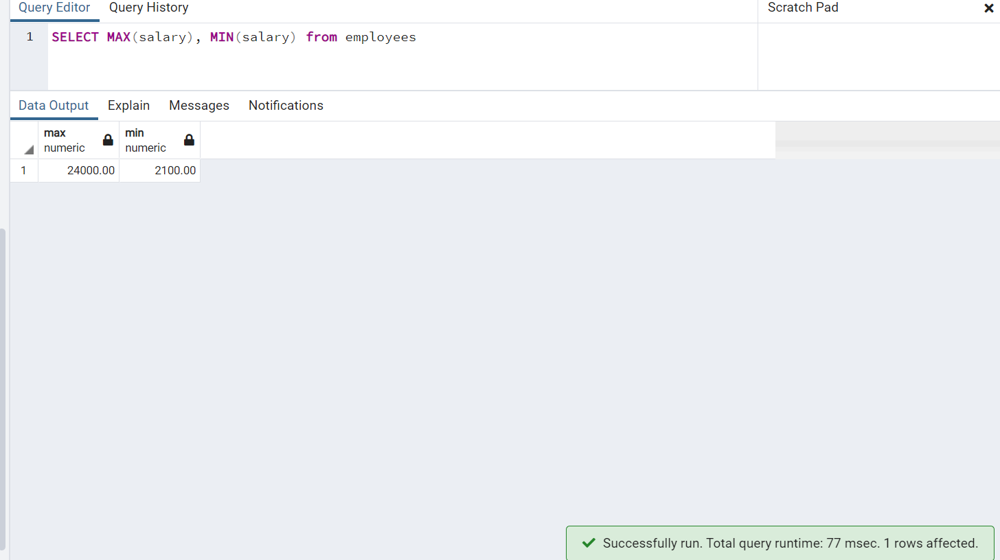 Query Editor Query History Scratch Pad
1 SELECT MAX(salary), MIN(salary) from employees
Data Output Explain Messages Notifications
max min
numeric numeric
1 24000.00 2100.00
Successfully run. Total query runtime: 77 msec. 1 rows affected.